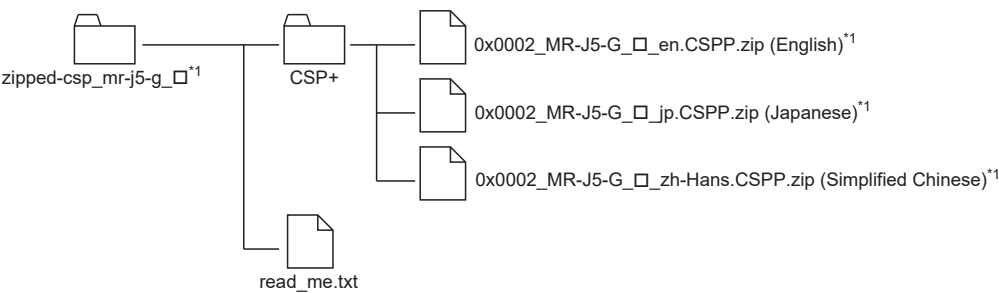 0x0002_MR-J5-G_□_en.CSPP.zip (English)*1
zipped-csp_mr-j5-g_□*1
CSP+
0x0002_MR-J5-G_□_jp.CSPP.zip (Japanese)*1
0x0002_MR-J5-G_□_zh-Hans.CSPP.zip (Simplified Chinese)*1
read_me.txt